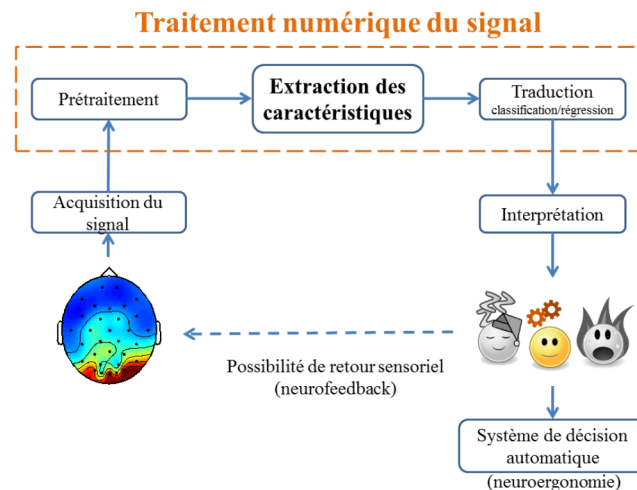 Traitement numérique du signal
Prétraitement
Extraction des
caractéristiques
Traduction
classification/régression
Acquisition du
signal
Interprétation
Possibilité de retour sensoriel
(neurofeedback)
Système de décision
automatique
(neuroergonomie)